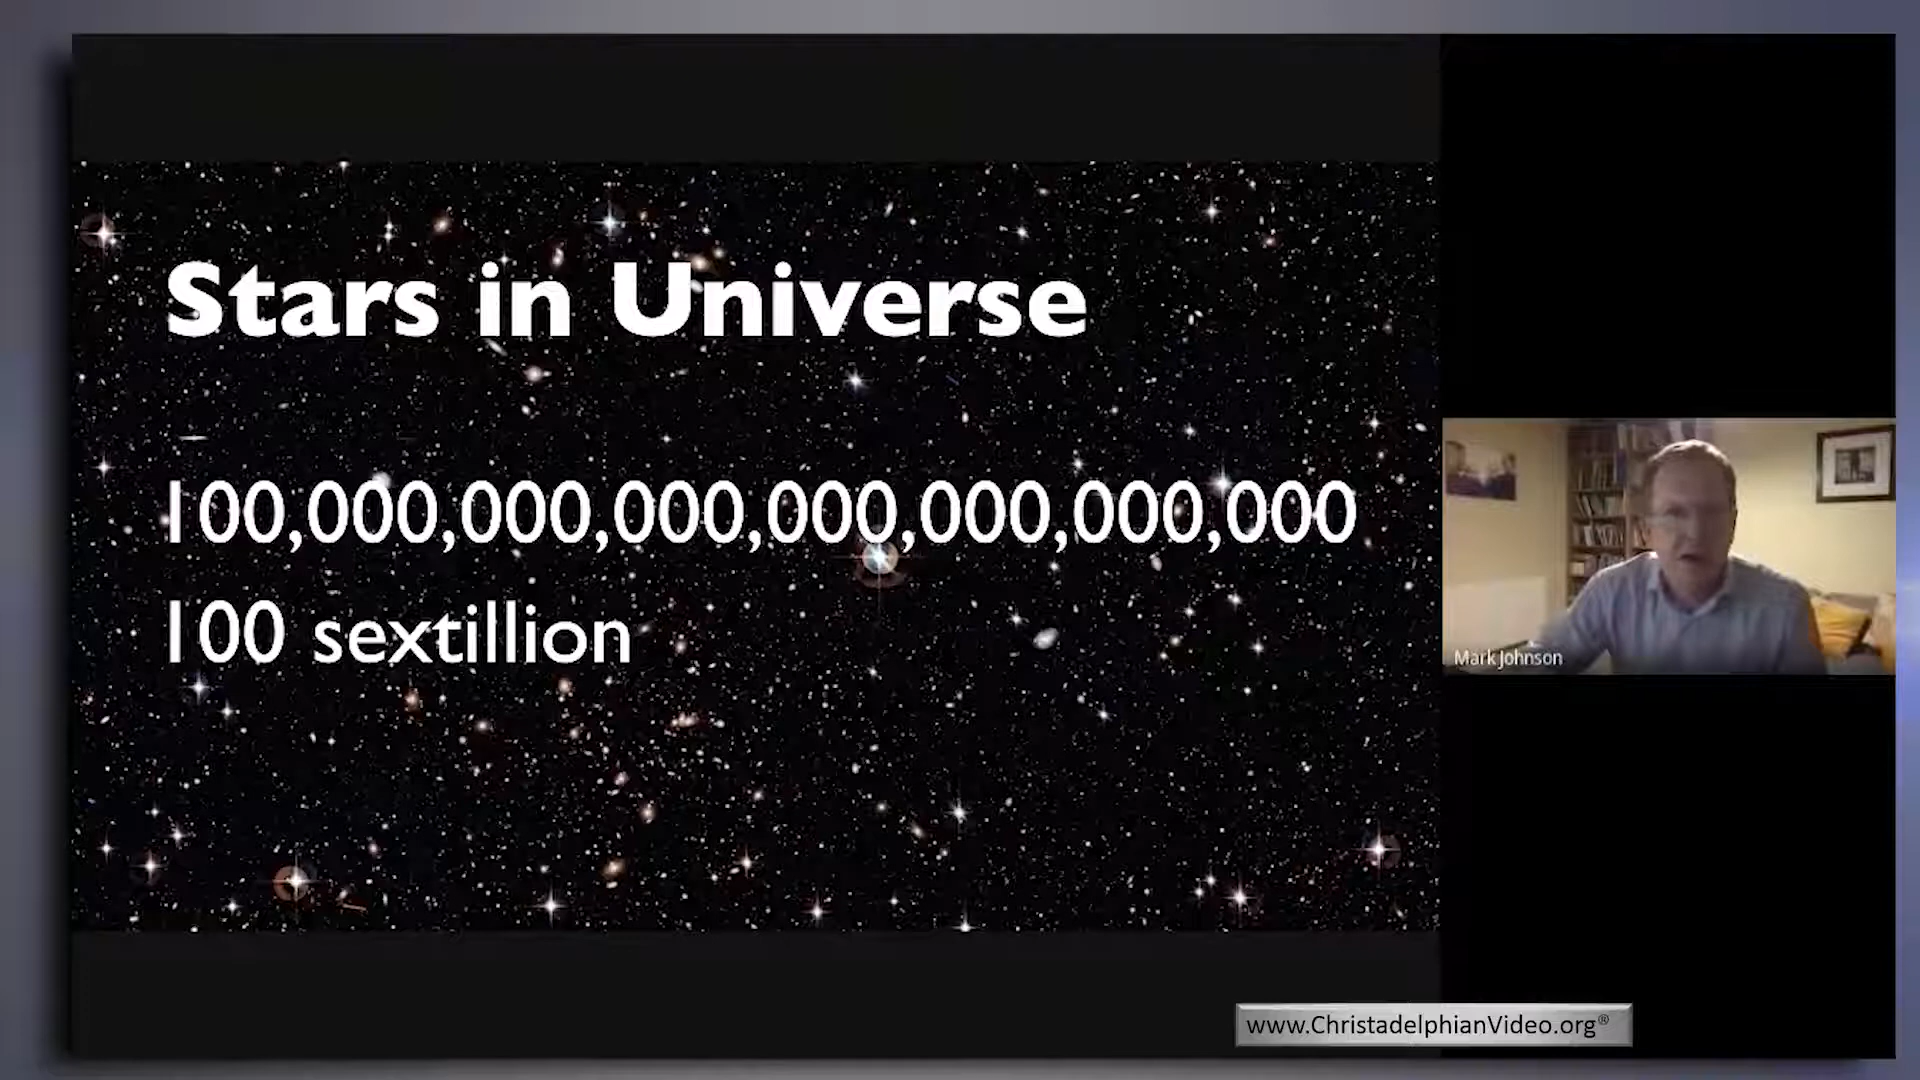 Stars in Universe
100,000,000,000,000,000,000,000
100 sextillion
Mark Johnson
www.ChristadelphianVideo.org®